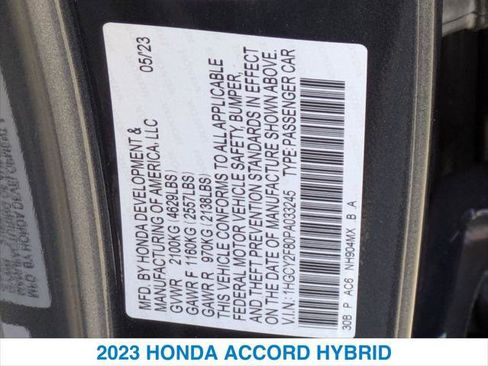 MFD. BY HONDA DEVELOPMENT & 05/23
MANUFACTURING OF AMERICA, LLC
GVWR 2100KG (4629LBS)
GAWR F 1160KG (2557LBS)
GAWR R 970KG (2138LBS)
THIS VEHICLE CONFORMS TO ALL APPLICABLE
FEDERAL MOTOR VEHICLE SAFETY, BUMPER,
AND THEFT PREVENTION STANDARDS IN EFFECT
ON THE DATE OF MANUFACTURE SHOWN ABOVE.
V.I.N.: 1HGCY2F80PA033245 TYPE: PASSENGER CAR
30B P AC6 NH904MX B A
2023 HONDA ACCORD HYBRID